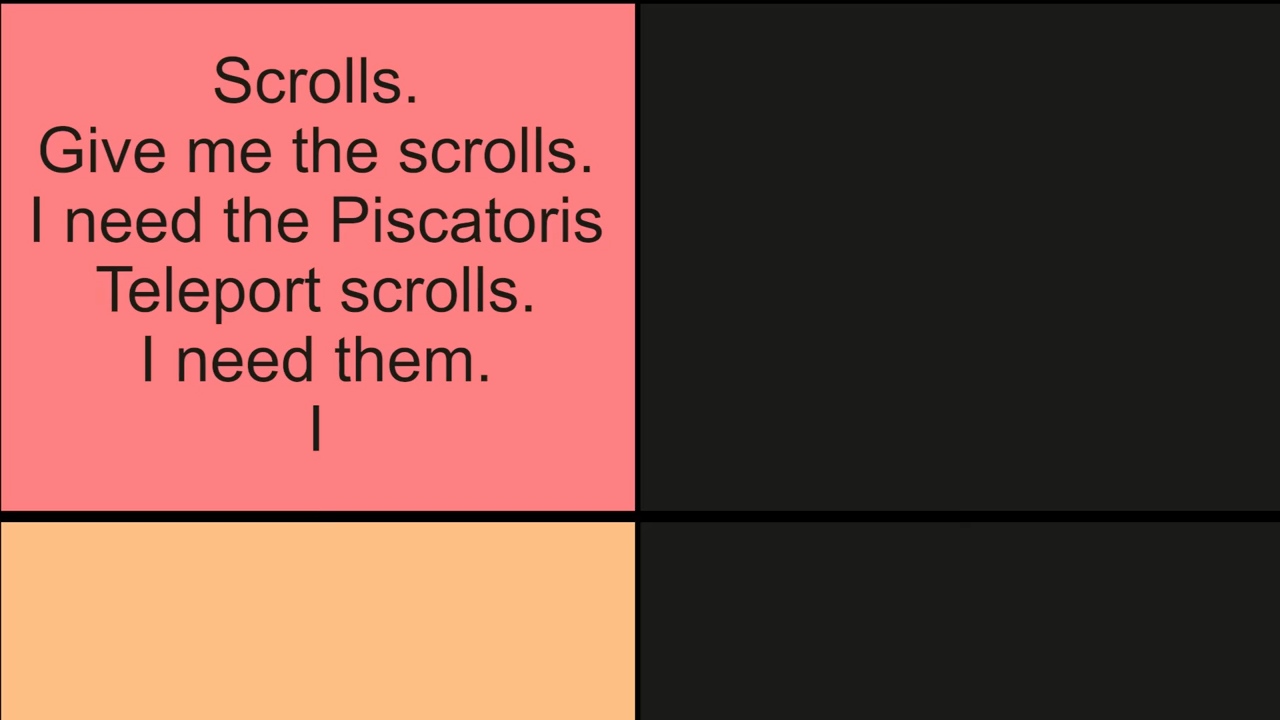 Scrolls.
Give me the scrolls.
I need the Piscatoris
Teleport scrolls.
I need them.
I